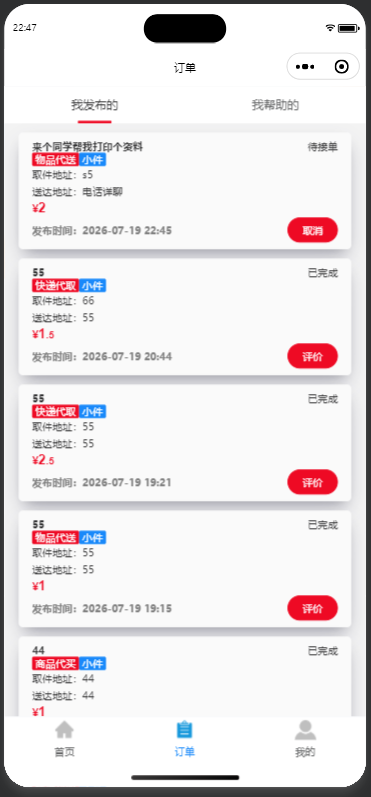 22:47
订单
我发布的 我帮助的
来个同学帮我打印个资料 待接单
物品代送 小件
取件地址：s5
送达地址：电话详聊
¥2
发布时间：2026-07-19 22:45 取消
55 已完成
快递代取 小件
取件地址：66
送达地址：55
¥1.5
发布时间：2026-07-19 20:44 评价
55 已完成
快递代取 小件
取件地址：55
送达地址：55
¥2.5
发布时间：2026-07-19 19:21 评价
55 已完成
物品代送 小件
取件地址：55
送达地址：55
¥1
发布时间：2026-07-19 19:15 评价
44 已完成
商品代买 小件
取件地址：44
送达地址：44
¥1
首页 订单 我的